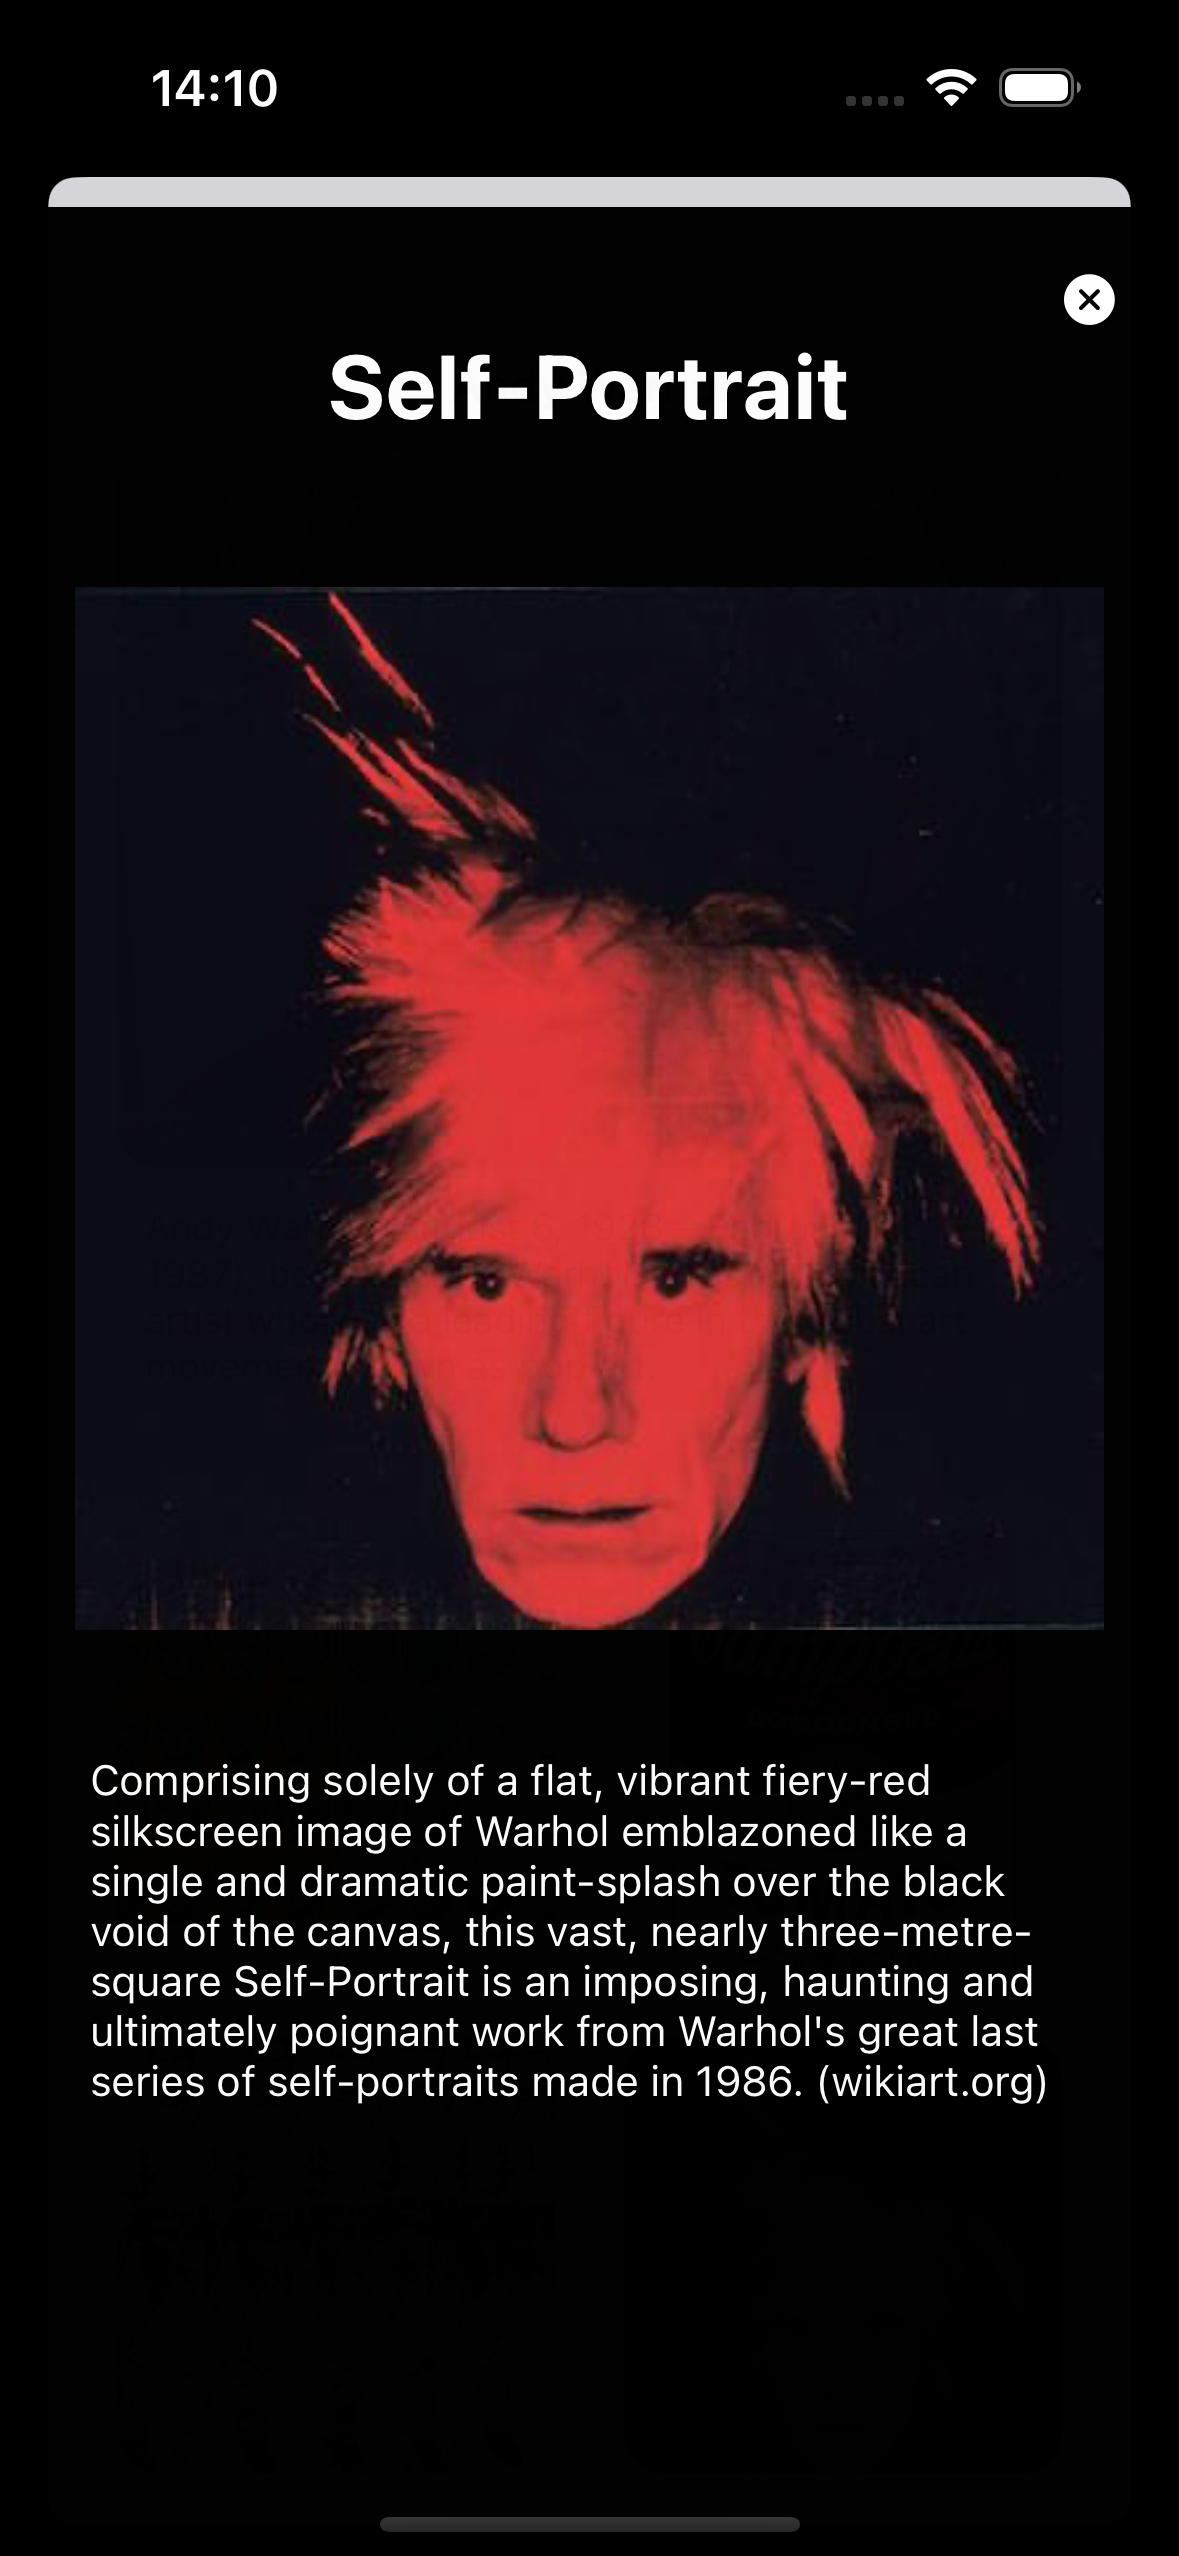 14:10
Self-Portrait
Comprising solely of a flat, vibrant fiery-red
silkscreen image of Warhol emblazoned like a
single and dramatic paint-splash over the black
void of the canvas, this vast, nearly three-metre-
square Self-Portrait is an imposing, haunting and
ultimately poignant work from Warhol's great last
series of self-portraits made in 1986. (wikiart.org)